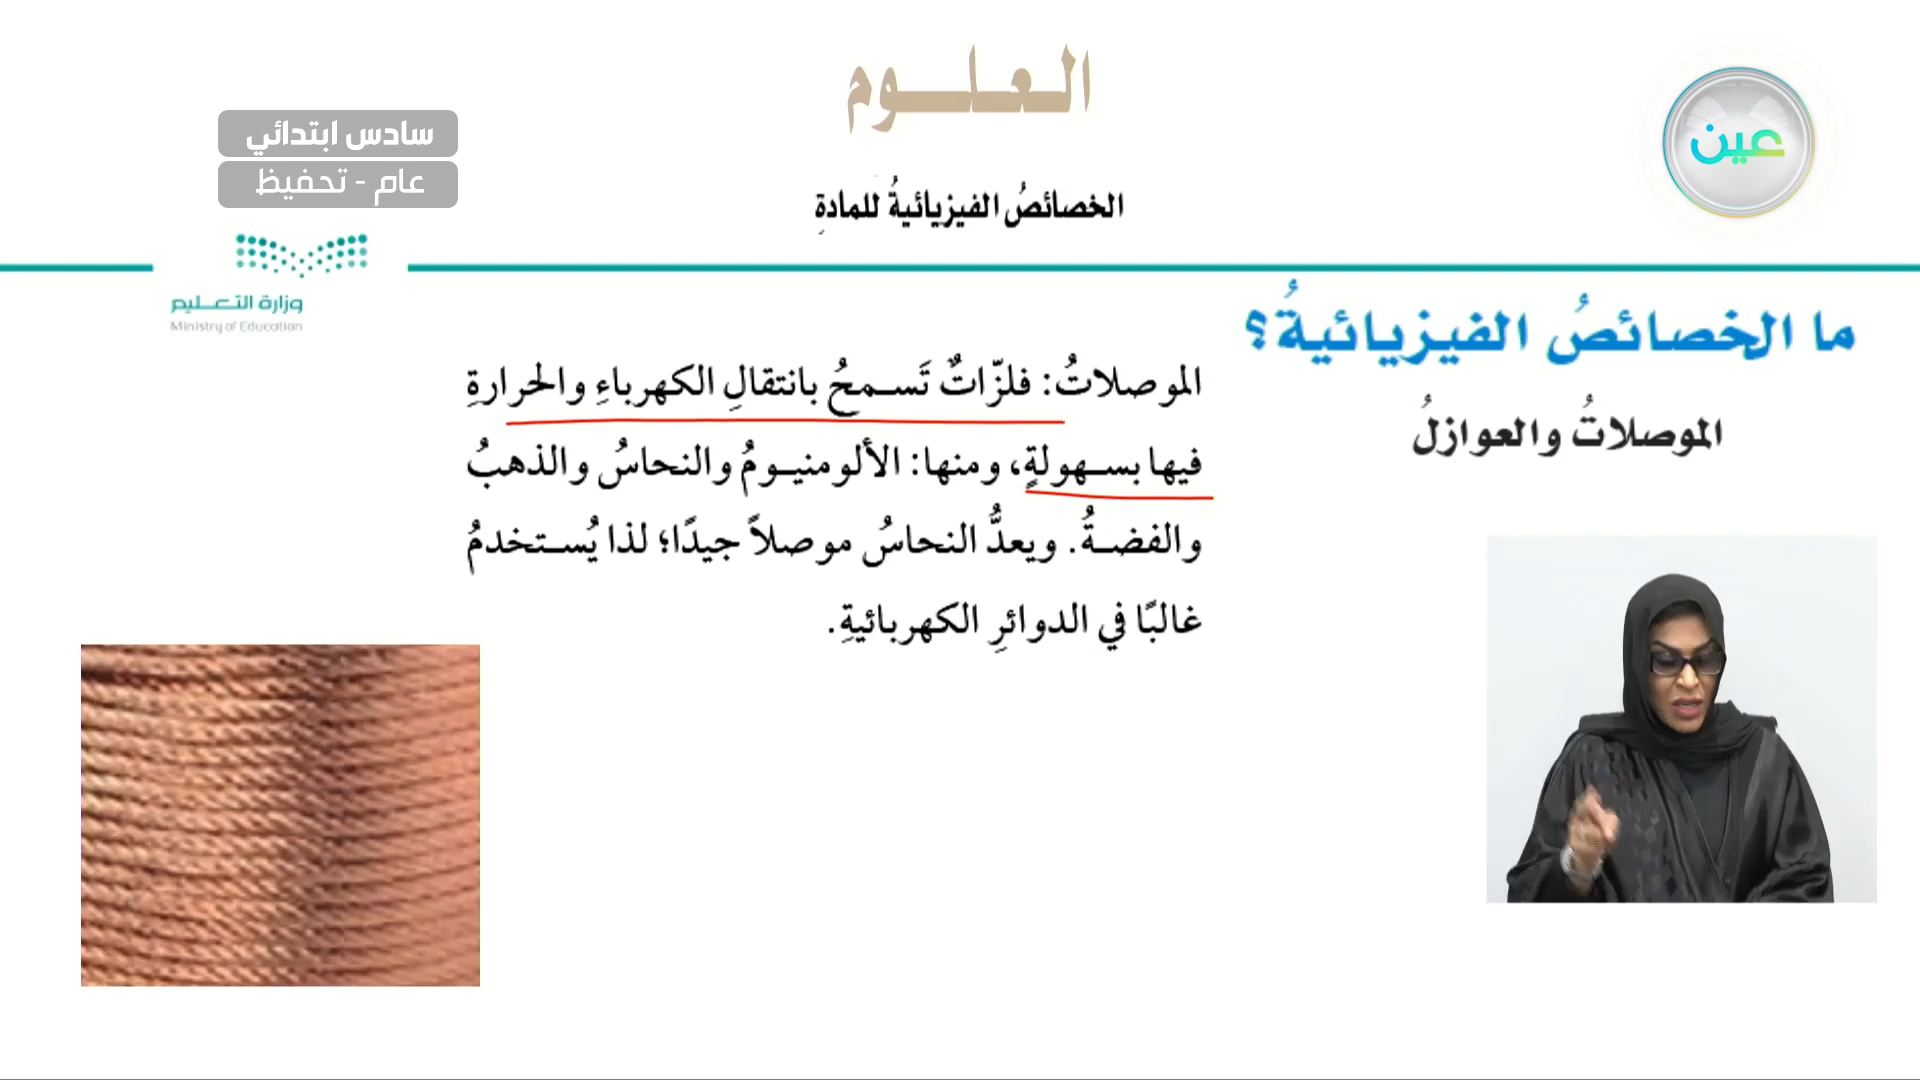 العلوم
عين
سادس ابتدائي
عام - تحفيظ
الخصائصُ الفيزيائيةُ للمادةِ
وزارة التعليم
Ministry of Education
ما الخصائصُ الفيزيائيةُ؟
الموصلاتُ والعوازلُ
الموصلاتُ: فلزّاتٌ تَسمحُ بانتقالِ الكهرباءِ والحرارةِ
فيها بسهولةٍ، ومنها: الألومنيومُ والنحاسُ والذهبُ
والفضةُ. ويعدُّ النحاسُ موصلاً جيدًا؛ لذا يُستخدمُ
غالبًا في الدوائرِ الكهربائيةِ.